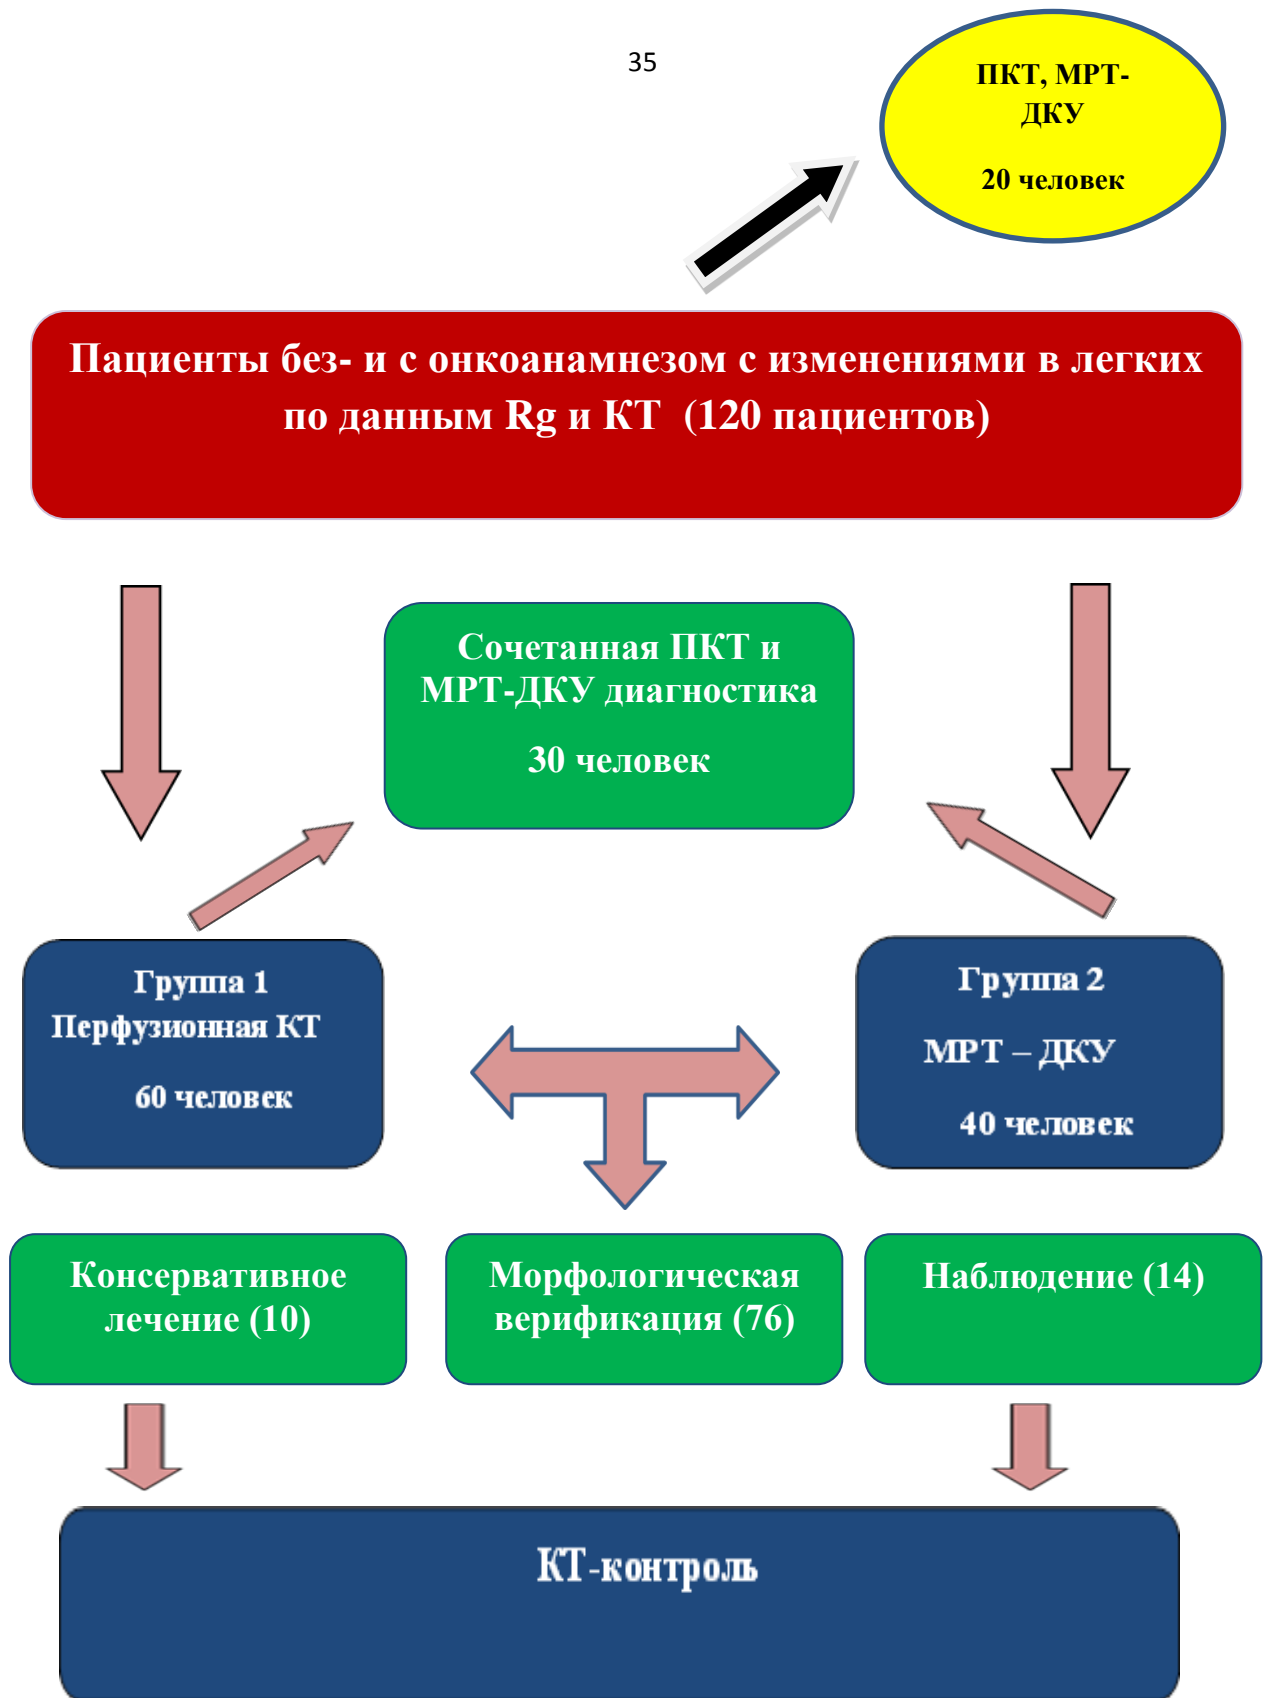 35
ПКТ, МРТ-
ДКУ
20 человек
Пациенты без- и с онкоанамнезом с изменениями в легких
по данным Rg и КТ (120 пациентов)
Сочетанная ПКТ и
МРТ-ДКУ диагностика
30 человек
Группа 1
Перфузионная КТ
60 человек
Группа 2
МРТ – ДКУ
40 человек
Консервативное
лечение (10)
Морфологическая
верификация (76)
Наблюдение (14)
КТ-контроль